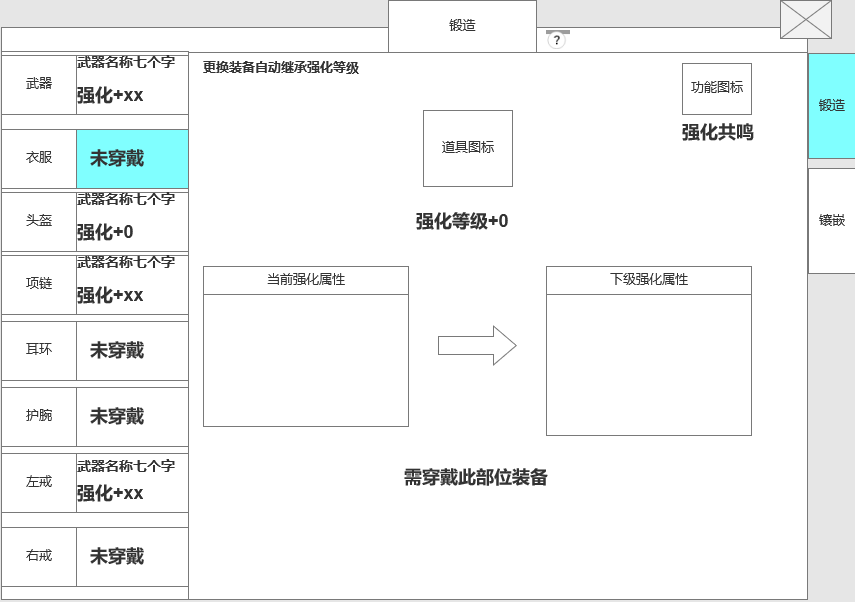 锻造
?
武器
武器名称七个字
强化+xx
衣服
未穿戴
头盔
武器名称七个字
强化+0
项链
武器名称七个字
强化+xx
耳环
未穿戴
护腕
未穿戴
左戒
武器名称七个字
强化+xx
右戒
未穿戴
更换装备自动继承强化等级
道具图标
强化等级+0
功能图标
强化共鸣
当前强化属性
下级强化属性
需穿戴此部位装备
锻造
镶嵌